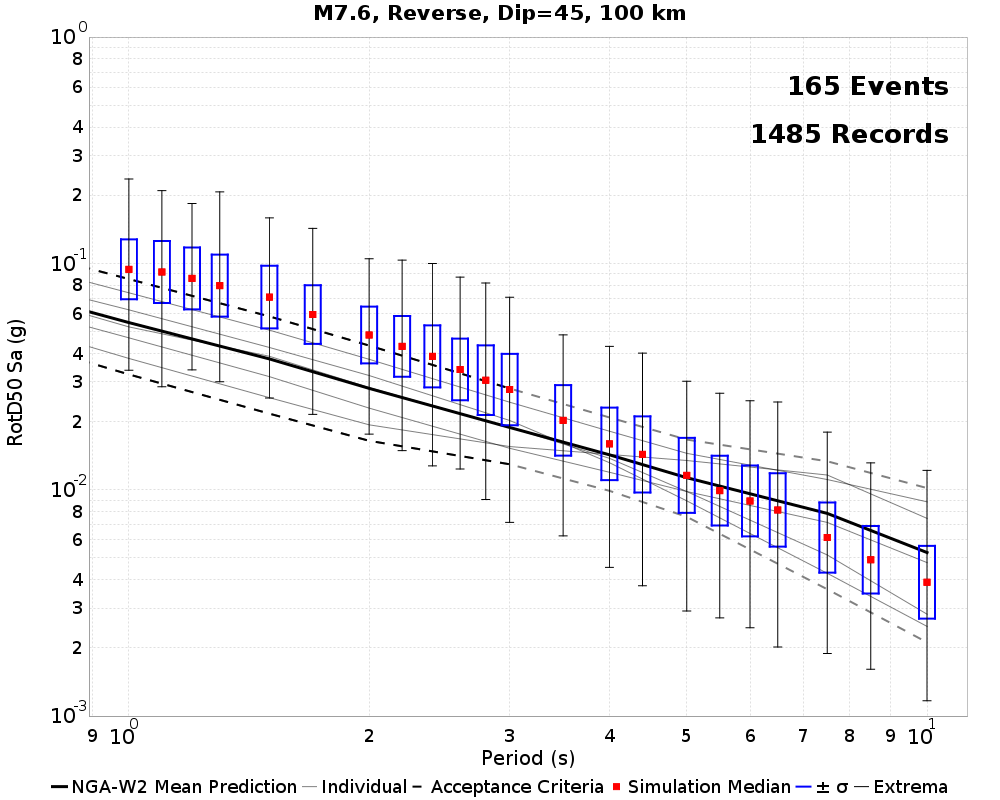 M7.6, Reverse, Dip=45, 100 km
165 Events
1485 Records
RotD50 Sa (g)
10^0
8
6
4
3
2
10^-1
8
6
4
3
2
10^-2
8
6
4
3
2
10^-3
9 10^0 2 3 4 5 6 7 8 9 10^1
Period (s)
NGA-W2 Mean Prediction Individual Acceptance Criteria Simulation Median ± σ Extrema